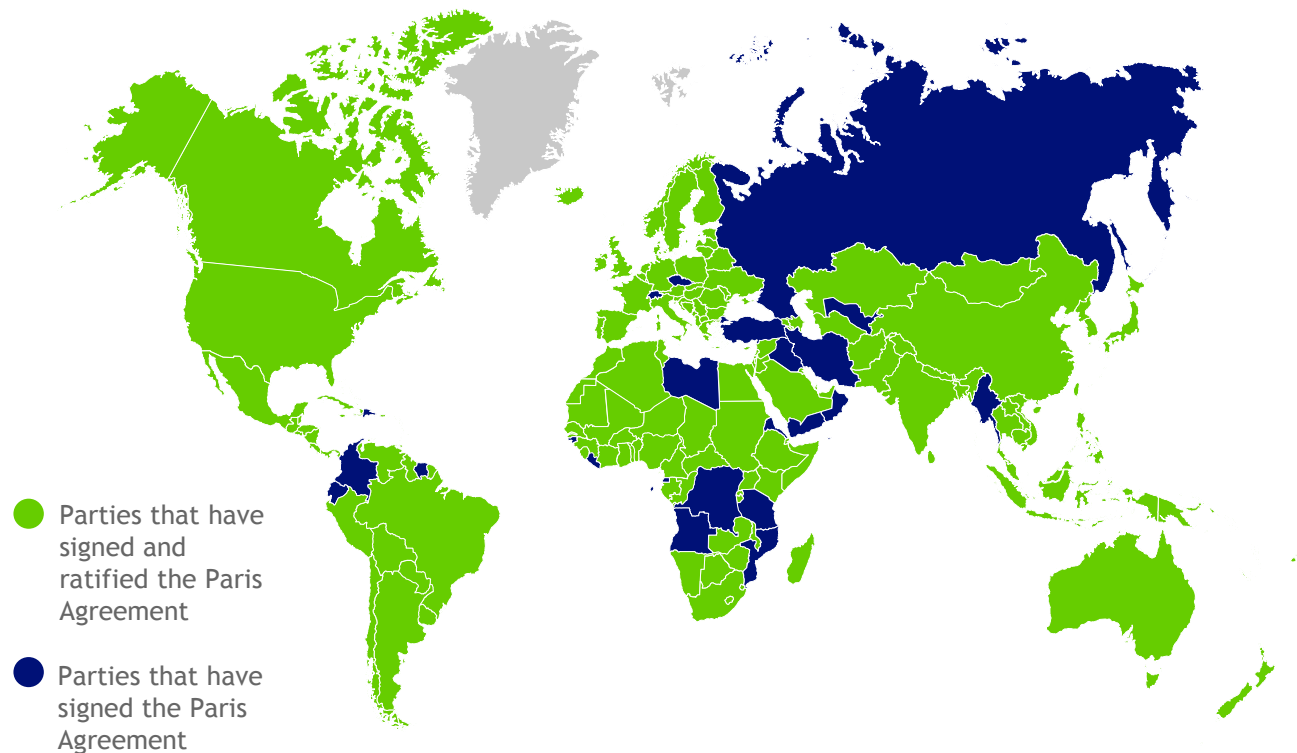 Parties that have
signed and
ratified the Paris
Agreement
Parties that have
signed the Paris
Agreement